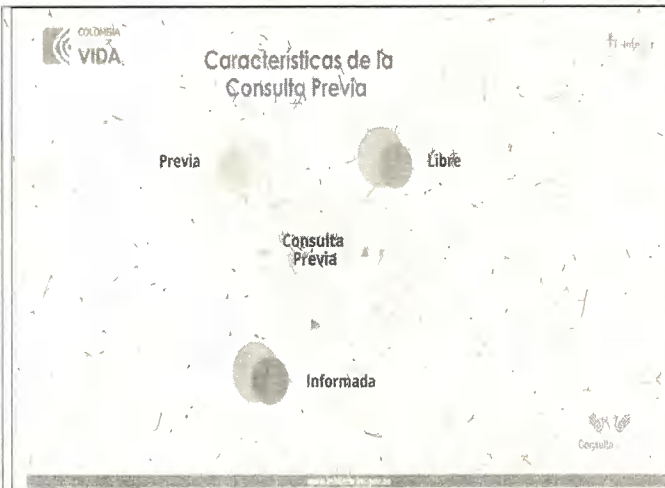 COLOMBIA
VIDA
Características de la
Consulta Previa
Previa
Libre
Consulta
Previa
Informada
Consulta